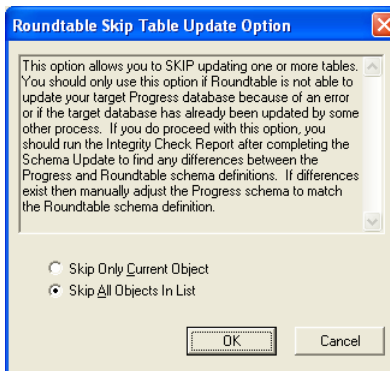 Roundtable Skip Table Update Option
This option allows you to SKIP updating one or more tables.
You should only use this option if Roundtable is not able to
update your target Progress database because of an error
or if the target database has already been updated by some
other process.  If you do proceed with this option, you
should run the Integrity Check Report after completing the
Schema Update to find any differences between the
Progress and Roundtable schema definitions.  If differences
exist then manually adjust the Progress schema to match
the Roundtable schema definition.
Skip Only Current Object
Skip All Objects In List
OK
Cancel